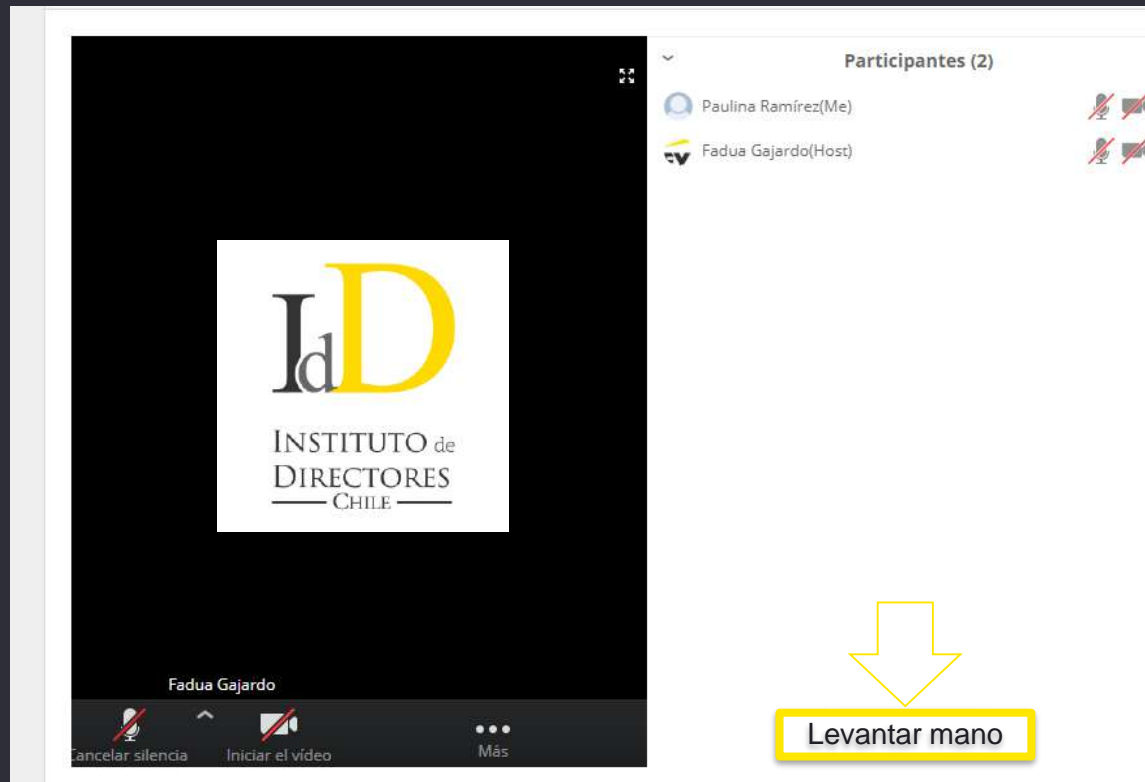 Participantes (2)
Paulina Ramírez(Me)
Fadua Gajardo(Host)
IdD
INSTITUTO de
DIRECTORES
CHILE
Fadua Gajardo
Cancelar silencia
Iniciar el vídeo
Más
Levantar mano